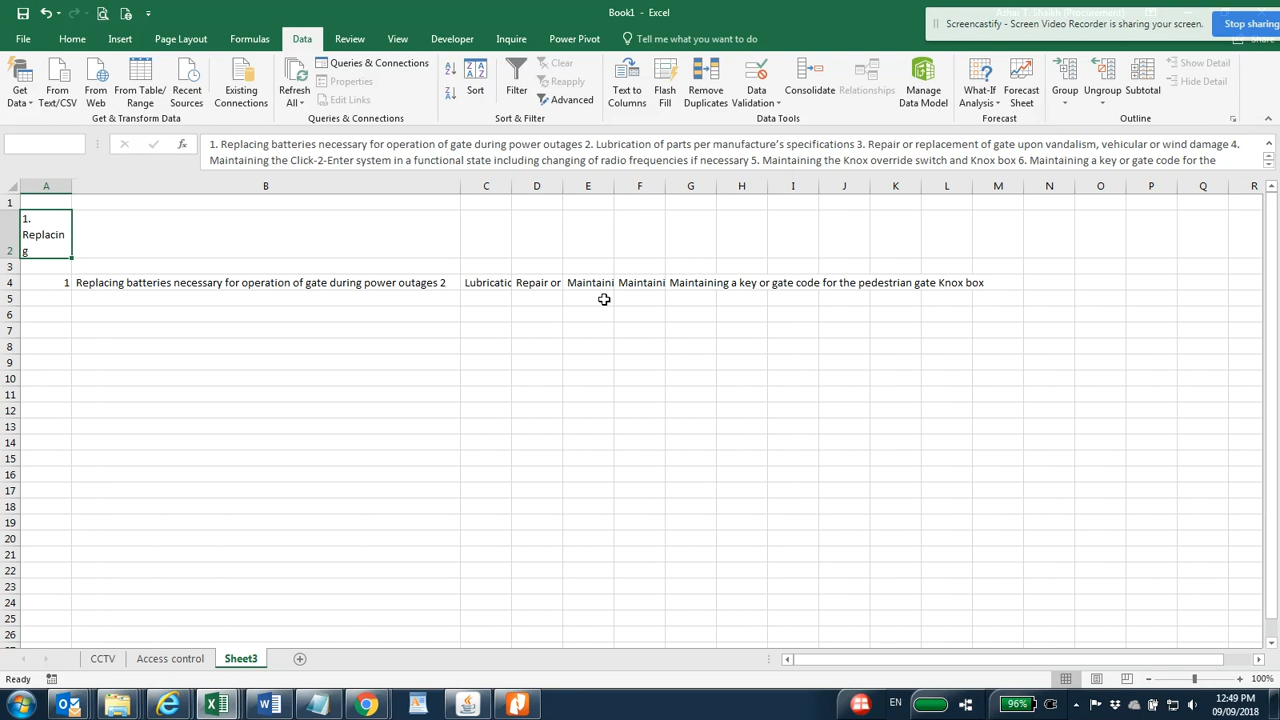 Book1 - Excel
Screencastify - Screen Video Recorder is sharing your screen.
Stop sharing
File
Home
Insert
Page Layout
Formulas
Data
Review
View
Developer
Inquire
Power Pivot
Tell me what you want to do
Get Data
From Text/CSV
From Web
From Table/ Range
Recent Sources
Existing Connections
Get & Transform Data
Refresh All
Queries & Connections
Properties
Edit Links
Queries & Connections
Sort
Filter
Clear
Reapply
Advanced
Sort & Filter
Text to Columns
Flash Fill
Remove Duplicates
Data Validation
Consolidate
Relationships
Manage Data Model
Data Tools
What-If Analysis
Forecast Sheet
Forecast
Group
Ungroup
Subtotal
Show Detail
Hide Detail
Outline
fx
1. Replacing batteries necessary for operation of gate during power outages 2. Lubrication of parts per manufacture's specifications 3. Repair or replacement of gate upon vandalism, vehicular or wind damage 4.
Maintaining the Click-2-Enter system in a functional state including changing of radio frequencies if necessary 5. Maintaining the Knox override switch and Knox box 6. Maintaining a key or gate code for the
A B C D E F G H I J K L M N O P Q R
1
2 1. Replacin g
3
4 1 Replacing batteries necessary for operation of gate during power outages 2 Lubricatic Repair or Maintaini Maintaini Maintaining a key or gate code for the pedestrian gate Knox box
5
6
7
8
9
10
11
12
13
14
15
16
17
18
19
20
21
22
23
24
25
26
CCTV
Access control
Sheet3
Ready
100%
EN
96%
12:49 PM
09/09/2018